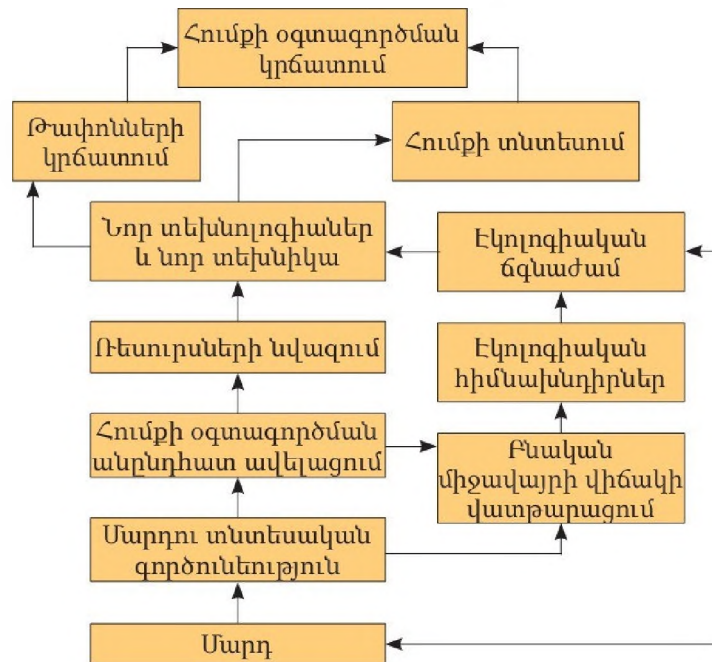 Հումքի օգտագործման
կրճատում
Թափոնների
կրճատում
Հումքի տնտեսում
Նոր տեխնոլոգիաներ
և նոր տեխնիկա
Էկոլոգիական
ճգնաժամ
Ռեսուրսների նվազում
Էկոլոգիական
հիմնախնդիրներ
Հումքի օգտագործման
անընդհատ ավելացում
Բնական
միջավայրի վիճակի
վատթարացում
Մարդու տնտեսական
գործունեություն
Մարդ